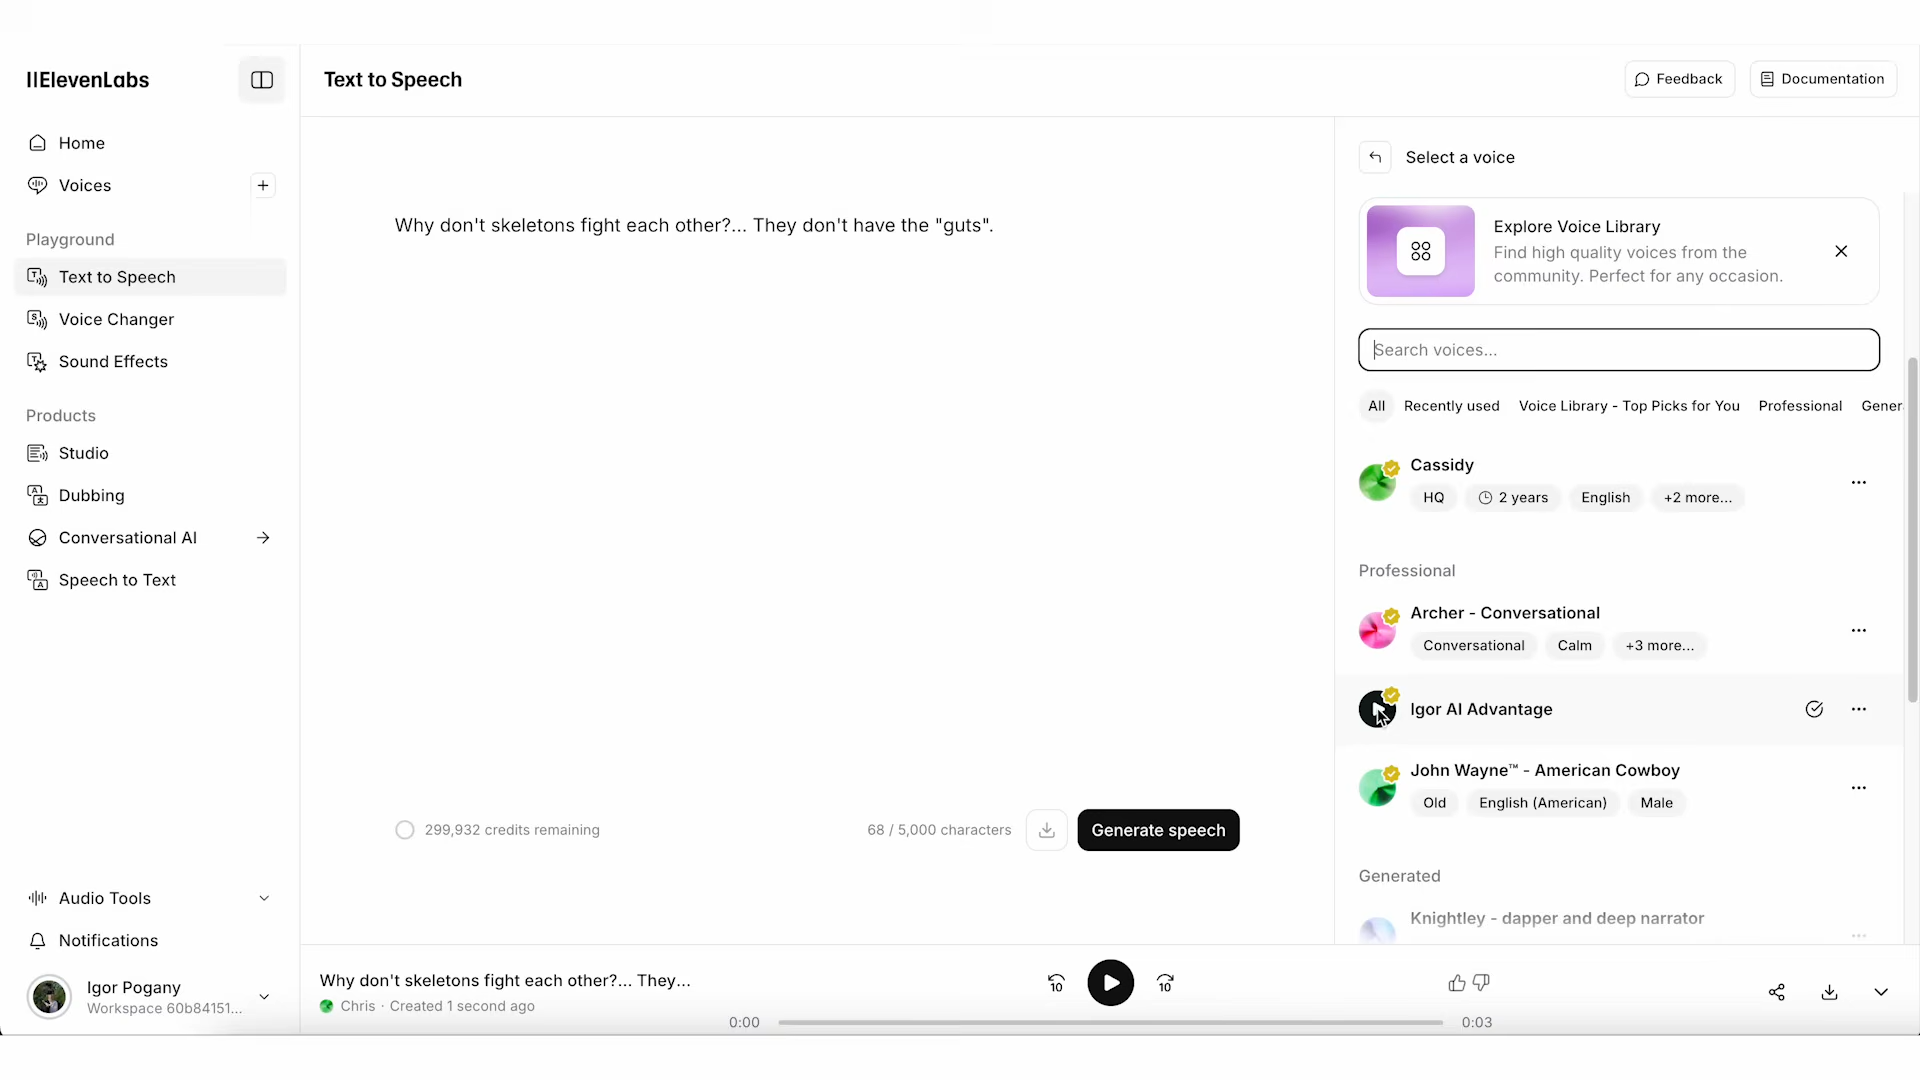 IIElevenLabs
Home
Voices
Playground
Text to Speech
Voice Changer
Sound Effects
Products
Studio
Dubbing
Conversational AI
Speech to Text
Audio Tools
Notifications
Igor Pogany
Workspace 60b84151...
Text to Speech
Feedback
Documentation
Why don't skeletons fight each other?... They don't have the "guts".
299,932 credits remaining
68 / 5,000 characters
Generate speech
Select a voice
Explore Voice Library
Find high quality voices from the
community. Perfect for any occasion.
Search voices...
All Recently used Voice Library - Top Picks for You Professional Gener
Cassidy
HQ 2 years English +2 more...
Professional
Archer - Conversational
Conversational Calm +3 more...
Igor AI Advantage
John Wayne™ - American Cowboy
Old English (American) Male
Generated
Knightley - dapper and deep narrator
Why don't skeletons fight each other?... They...
Chris · Created 1 second ago
10 10
0:00 0:03